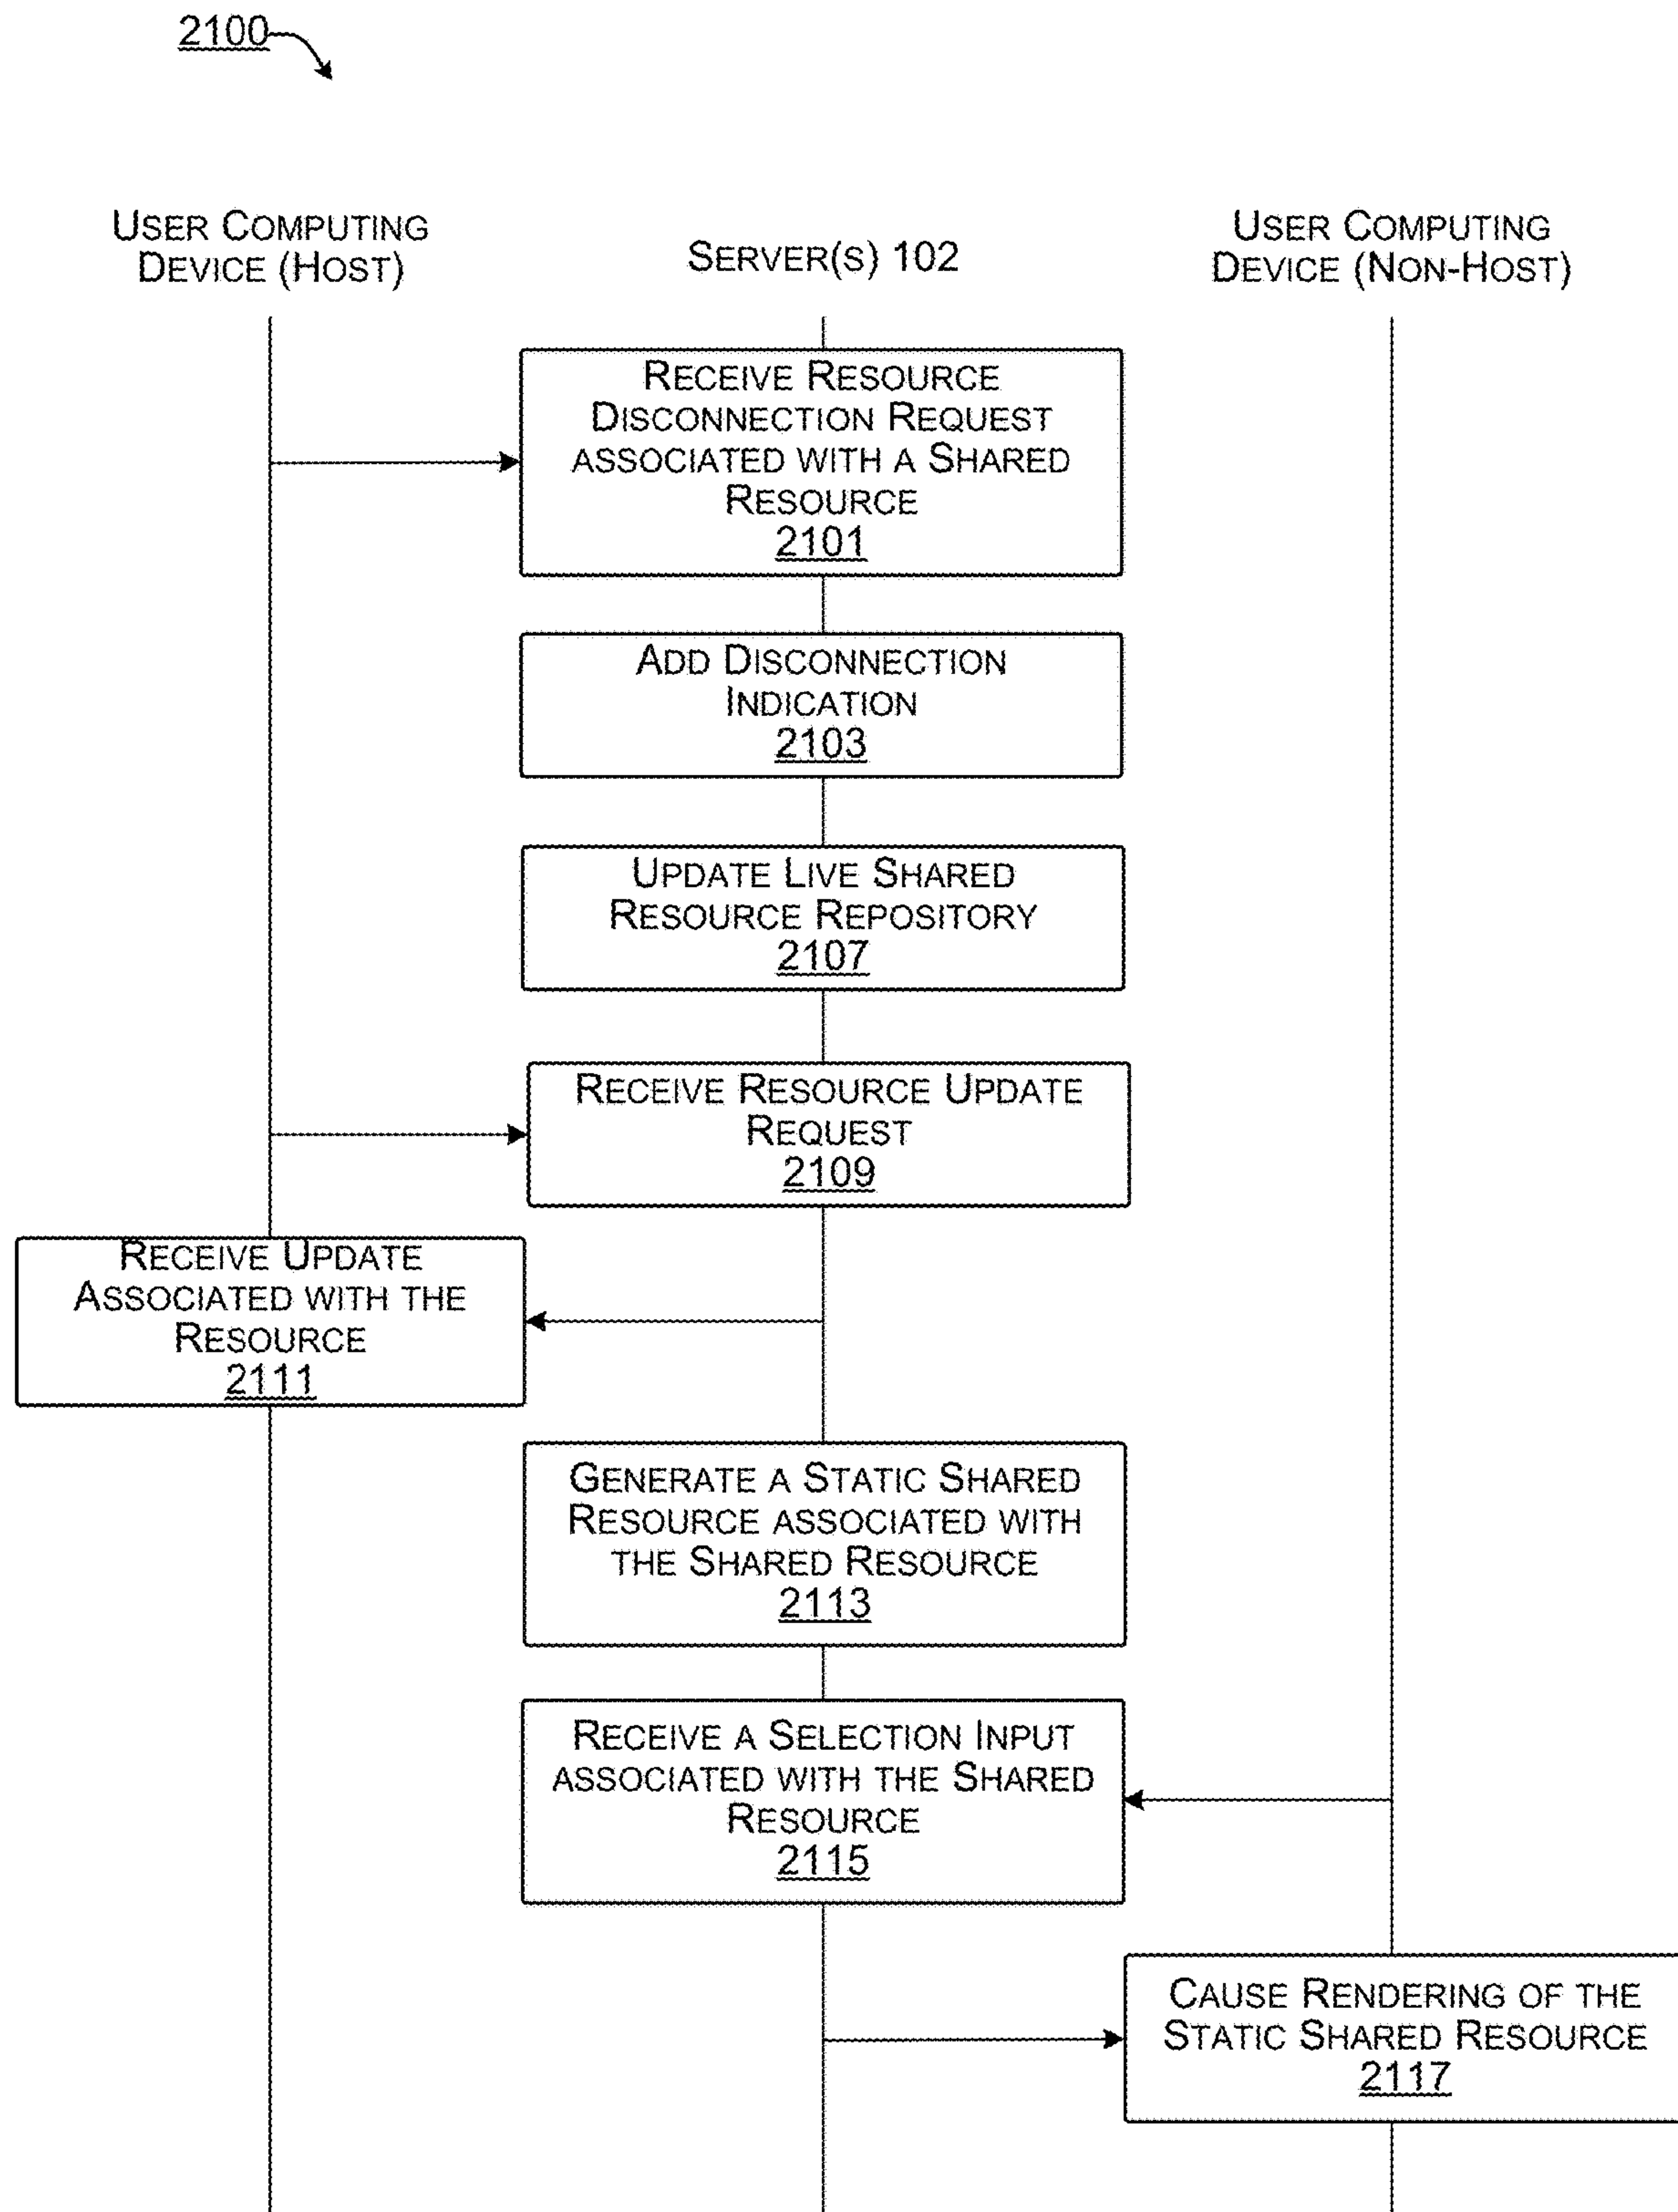 2100
USER COMPUTING
DEVICE (HOST)
SERVER(S) 102
USER COMPUTING
DEVICE (NON-HOST)
RECEIVE RESOURCE
DISCONNECTION REQUEST
ASSOCIATED WITH A SHARED
RESOURCE
2101
ADD DISCONNECTION
INDICATION
2103
UPDATE LIVE SHARED
RESOURCE REPOSITORY
2107
RECEIVE RESOURCE UPDATE
REQUEST
2109
RECEIVE UPDATE
ASSOCIATED WITH THE
RESOURCE
2111
GENERATE A STATIC SHARED
RESOURCE ASSOCIATED WITH
THE SHARED RESOURCE
2113
RECEIVE A SELECTION INPUT
ASSOCIATED WITH THE SHARED
RESOURCE
2115
CAUSE RENDERING OF THE
STATIC SHARED RESOURCE
2117